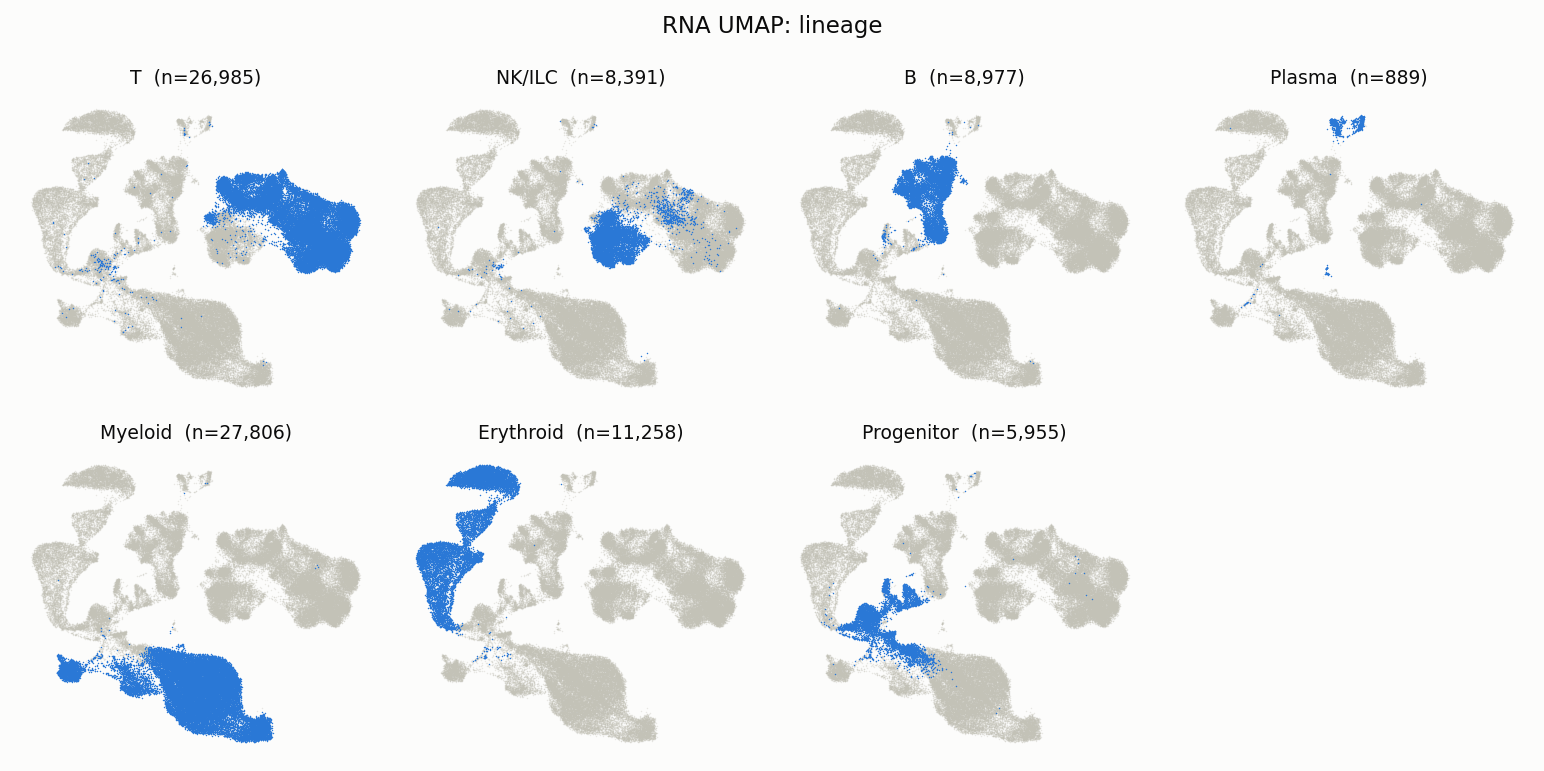 RNA UMAP: lineage
T (n=26,985)
NK/ILC (n=8,391)
B (n=8,977)
Plasma (n=889)
Myeloid (n=27,806)
Erythroid (n=11,258)
Progenitor (n=5,955)